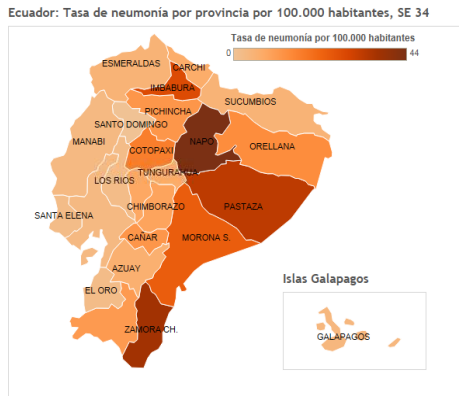 Ecuador: Tasa de neumonía por provincia por 100.000 habitantes, SE 34
Tasa de neumonía por 100.000 habitantes
0 44
ESMERALDAS
CARCHI
IMBABURA
SUCUMBIOS
PICHINCHA
SANTO DOMINGO
MANABI
NAPO
ORELLANA
COTOPAXI
TUNGURAHUA
LOS RIOS
CHIMBORAZO
PASTAZA
SANTA ELENA
CAÑAR
MORONA S.
AZUAY
Islas Galapagos
EL ORO
ZAMORA CH.
GALAPAGOS